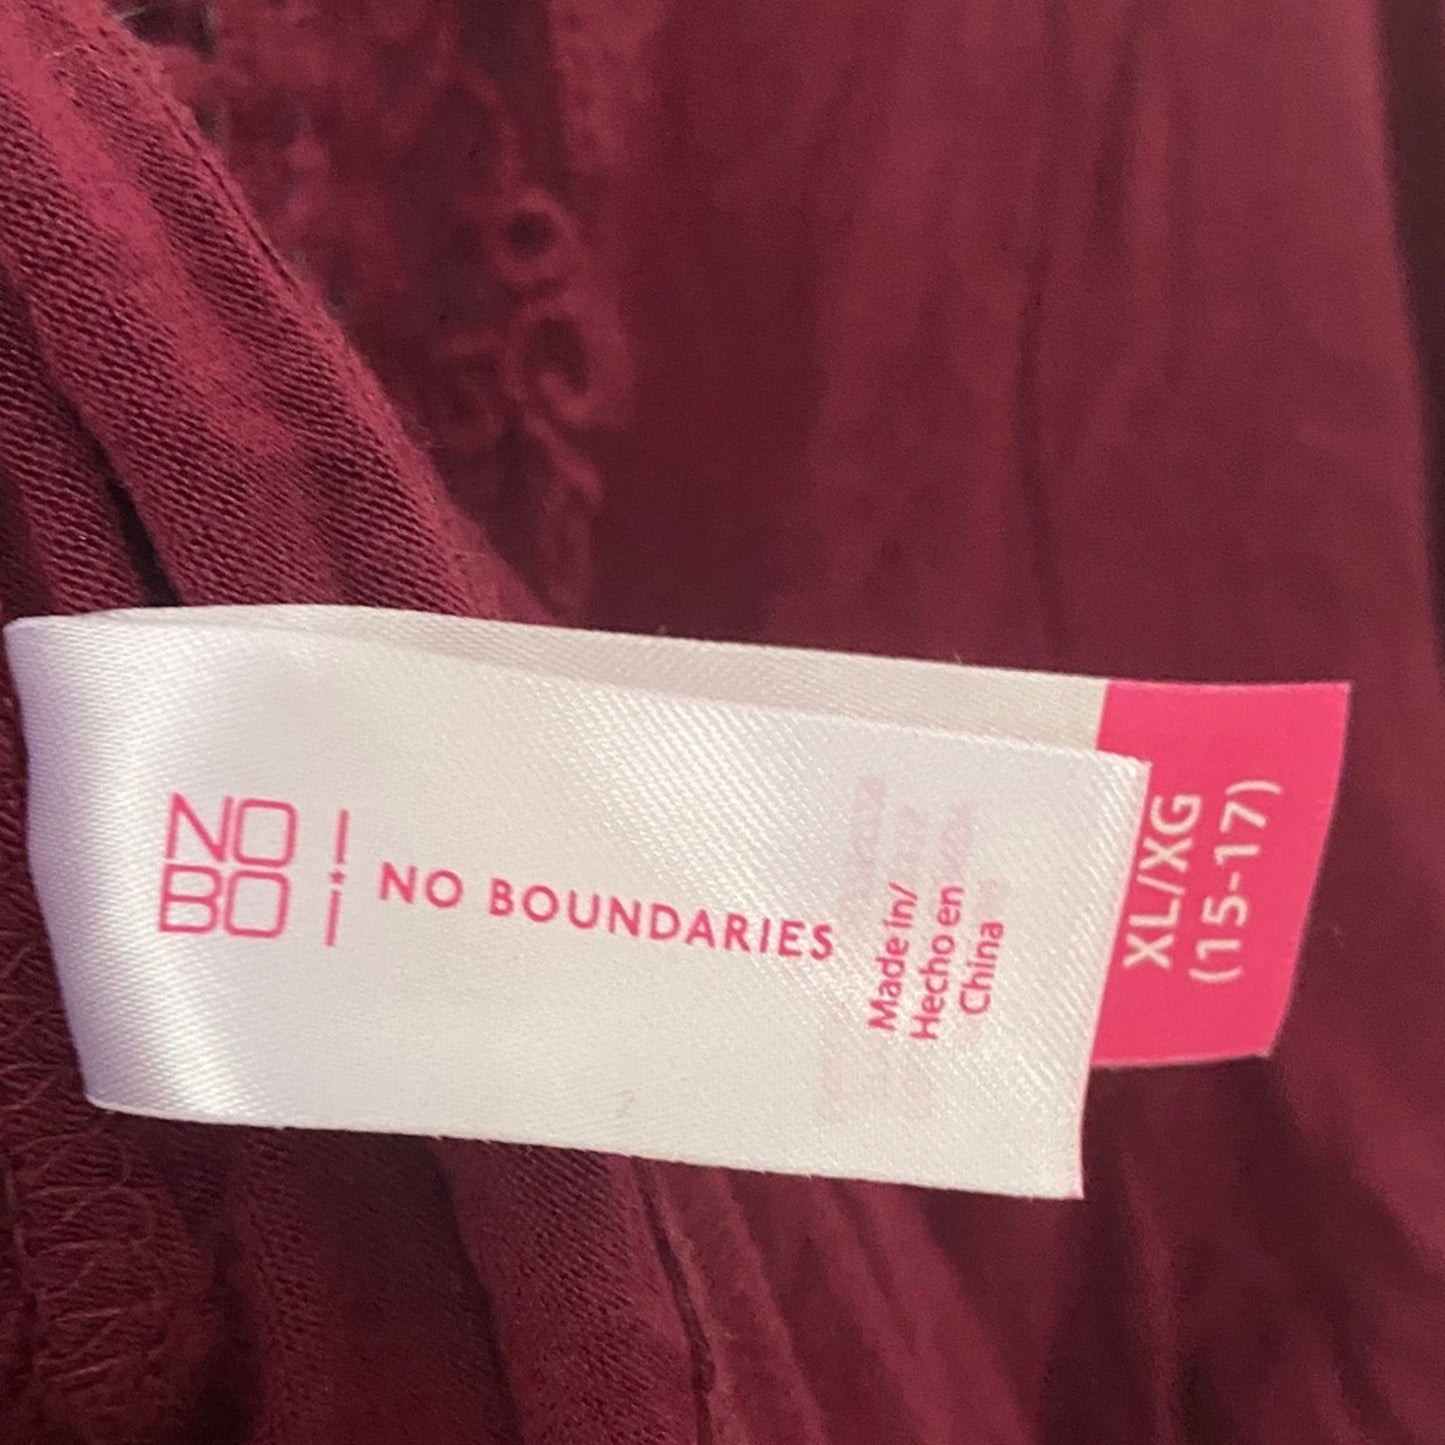 NO
BO
NO BOUNDARIES
Made in/
Hecho en
China
XL/XG
(15-17)